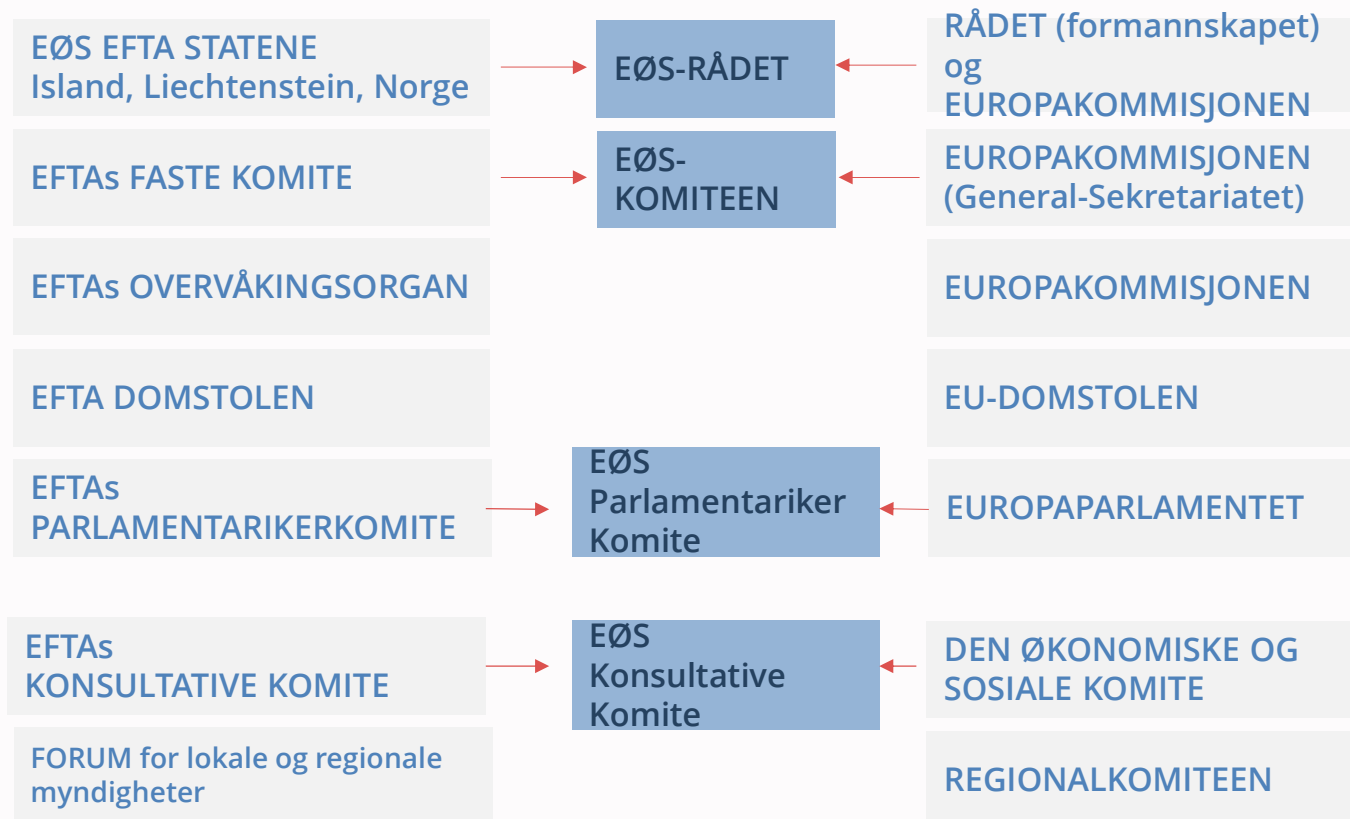 EØS EFTA STATENE
Island, Liechtenstein, Norge
EØS-RÅDET
RÅDET (formannskapet)
og
EUROPAKOMMISJONEN
EFTAs FASTE KOMITE
EØS-
KOMITEEN
EUROPAKOMMISJONEN
(General-Sekretariatet)
EFTAs OVERVÅKINGSORGAN
EUROPAKOMMISJONEN
EFTA DOMSTOLEN
EU-DOMSTOLEN
EFTAs
PARLAMENTARIKERKOMITE
EØS
Parlamentariker
Komite
EUROPAPARLAMENTET
EFTAs
KONSULTATIVE KOMITE
EØS
Konsultative
Komite
DEN ØKONOMISKE OG
SOSIALE KOMITE
FORUM for lokale og regionale
myndigheter
REGIONALKOMITEEN